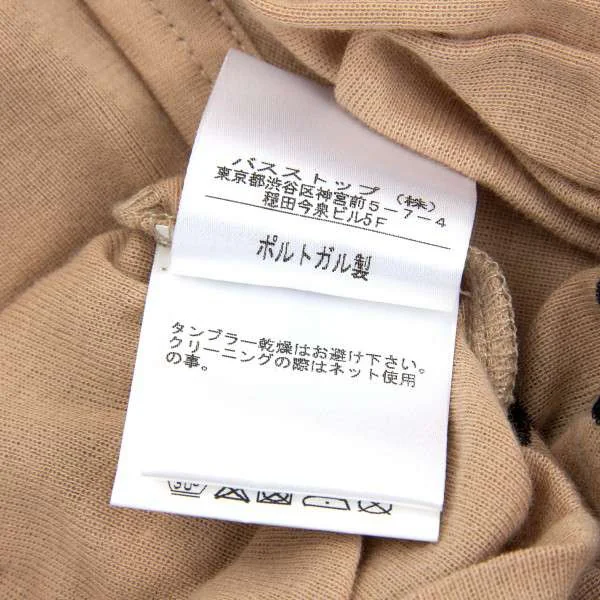 バスストップ（株）
東京都渋谷区神宮前5-7-4
穏田今泉ビル5F
ポルトガル製
タンブラー乾燥はお避け下さい。
クリーニングの際はネット使用
の事。
30°